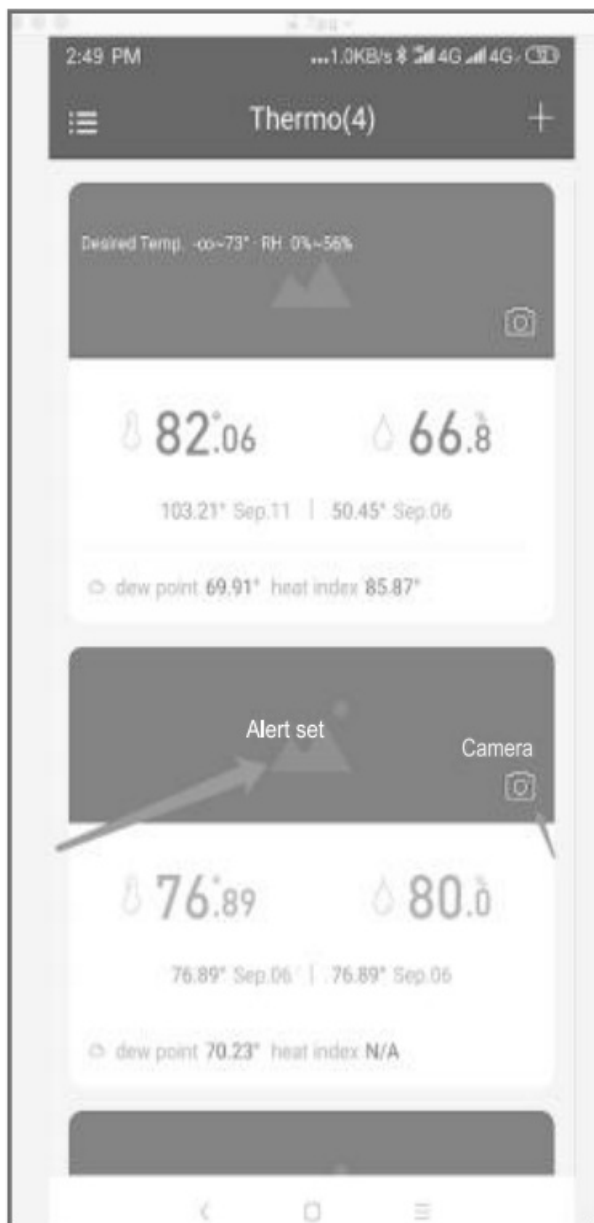 2:49 PM ...1.0KB/s 4G 4G
Thermo(4) +
Desired Temp. -∞~73° · RH 0%~56%
82.06° 66.8%
103.21° Sep.11 | 50.45° Sep.06
dew point 69.91° heat index 85.87°
Alert set
Camera
76.89° 80.0%
76.89° Sep.06 | 76.89° Sep.06
dew point 70.23° heat index N/A